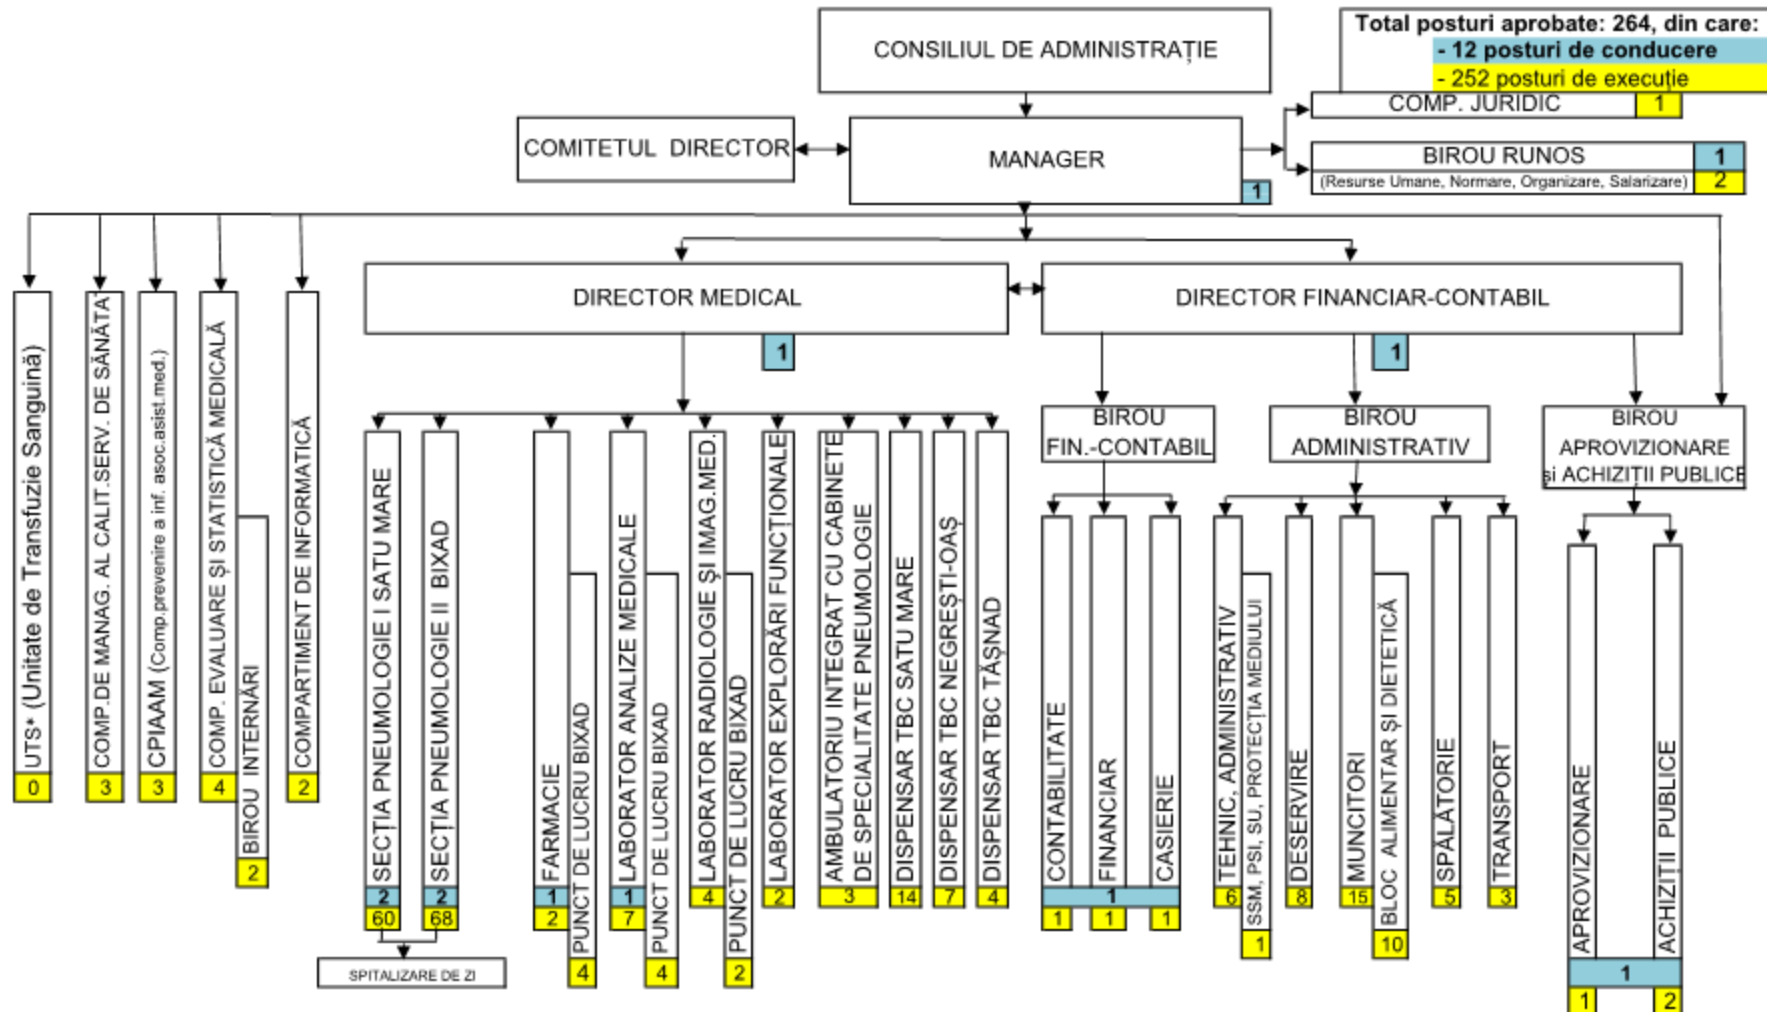 CONSILIUL DE ADMINISTRAȚIE
Total posturi aprobate: 264, din care:
- 12 posturi de conducere
- 252 posturi de execuție
COMP. JURIDIC 1
COMITETUL DIRECTOR
MANAGER
1
BIROU RUNOS 1
(Resurse Umane, Normare, Organizare, Salarizare) 2
DIRECTOR MEDICAL
1
DIRECTOR FINANCIAR-CONTABIL
1
UTS* (Unitate de Transfuzie Sanguină)
0
COMP.DE MANAG. AL CALIT.SERV. DE SĂNĂTA
3
CPIAAM (Comp.prevenire a inf. asoc.asist.med.)
3
COMP. EVALUARE ȘI STATISTICĂ MEDICALĂ
4
BIROU INTERNĂRI
2
COMPARTIMENT DE INFORMATICĂ
2
SECȚIA PNEUMOLOGIE I SATU MARE
2
60
SECȚIA PNEUMOLOGIE II BIXAD
2
68
SPITALIZARE DE ZI
FARMACIE
1
2
PUNCT DE LUCRU BIXAD
4
LABORATOR ANALIZE MEDICALE
1
7
PUNCT DE LUCRU BIXAD
4
LABORATOR RADIOLOGIE ȘI IMAG.MED.
4
PUNCT DE LUCRU BIXAD
2
LABORATOR EXPLORĂRI FUNCȚIONALE
2
AMBULATORIU INTEGRAT CU CABINETE
DE SPECIALITATE PNEUMOLOGIE
3
DISPENSAR TBC SATU MARE
14
DISPENSAR TBC NEGREȘTI-OAȘ
7
DISPENSAR TBC TĂȘNAD
4
BIROU
FIN.-CONTABIL
CONTABILITATE
FINANCIAR
CASIERIE
1
1 1 1
BIROU
ADMINISTRATIV
TEHNIC, ADMINISTRATIV
6
SSM, PSI, SU, PROTECȚIA MEDIULUI
1
DESERVIRE
8
MUNCITORI
15
BLOC ALIMENTAR ȘI DIETETICĂ
10
SPĂLĂTORIE
5
TRANSPORT
3
BIROU
APROVIZIONARE
și ACHIZIȚII PUBLICE
APROVIZIONARE
ACHIZIȚII PUBLICE
1
1 2